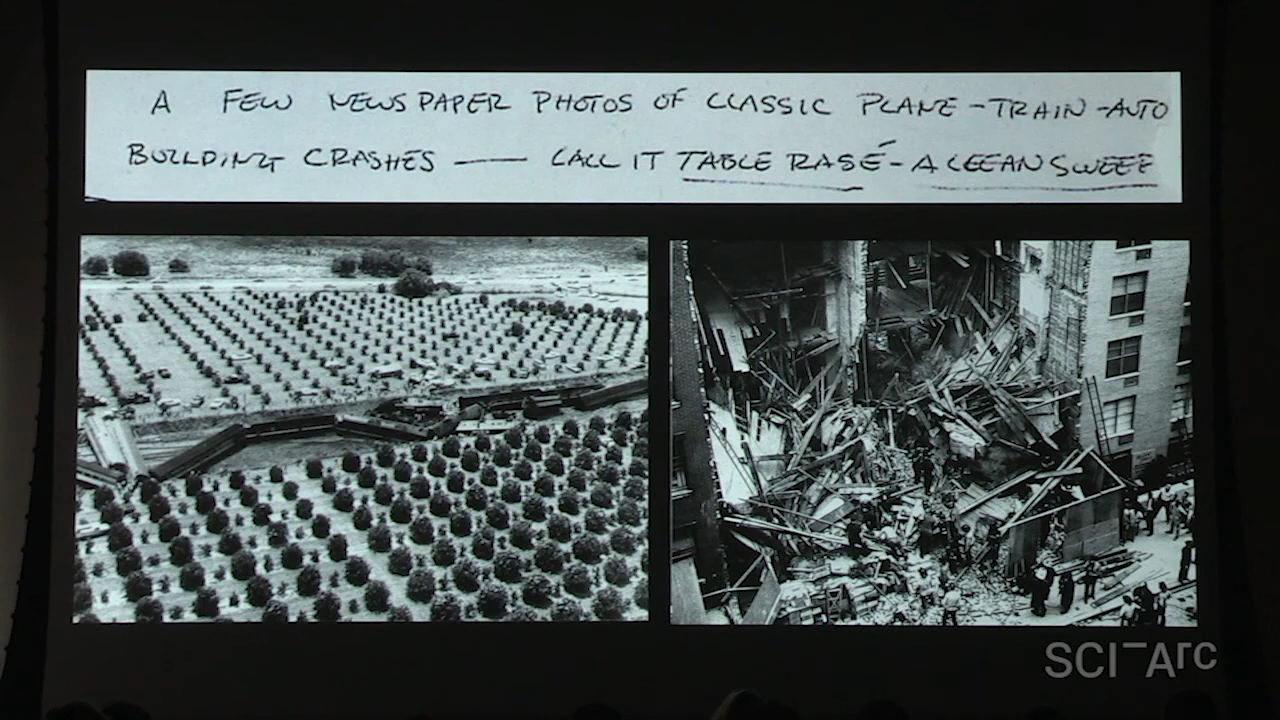 A FEW NEWSPAPER PHOTOS OF CLASSIC PLANE-TRAIN-AUTO
BUILDING CRASHES — CALL IT TABLE RASÉ-A CLEAN SWEEP
SCI-Arc